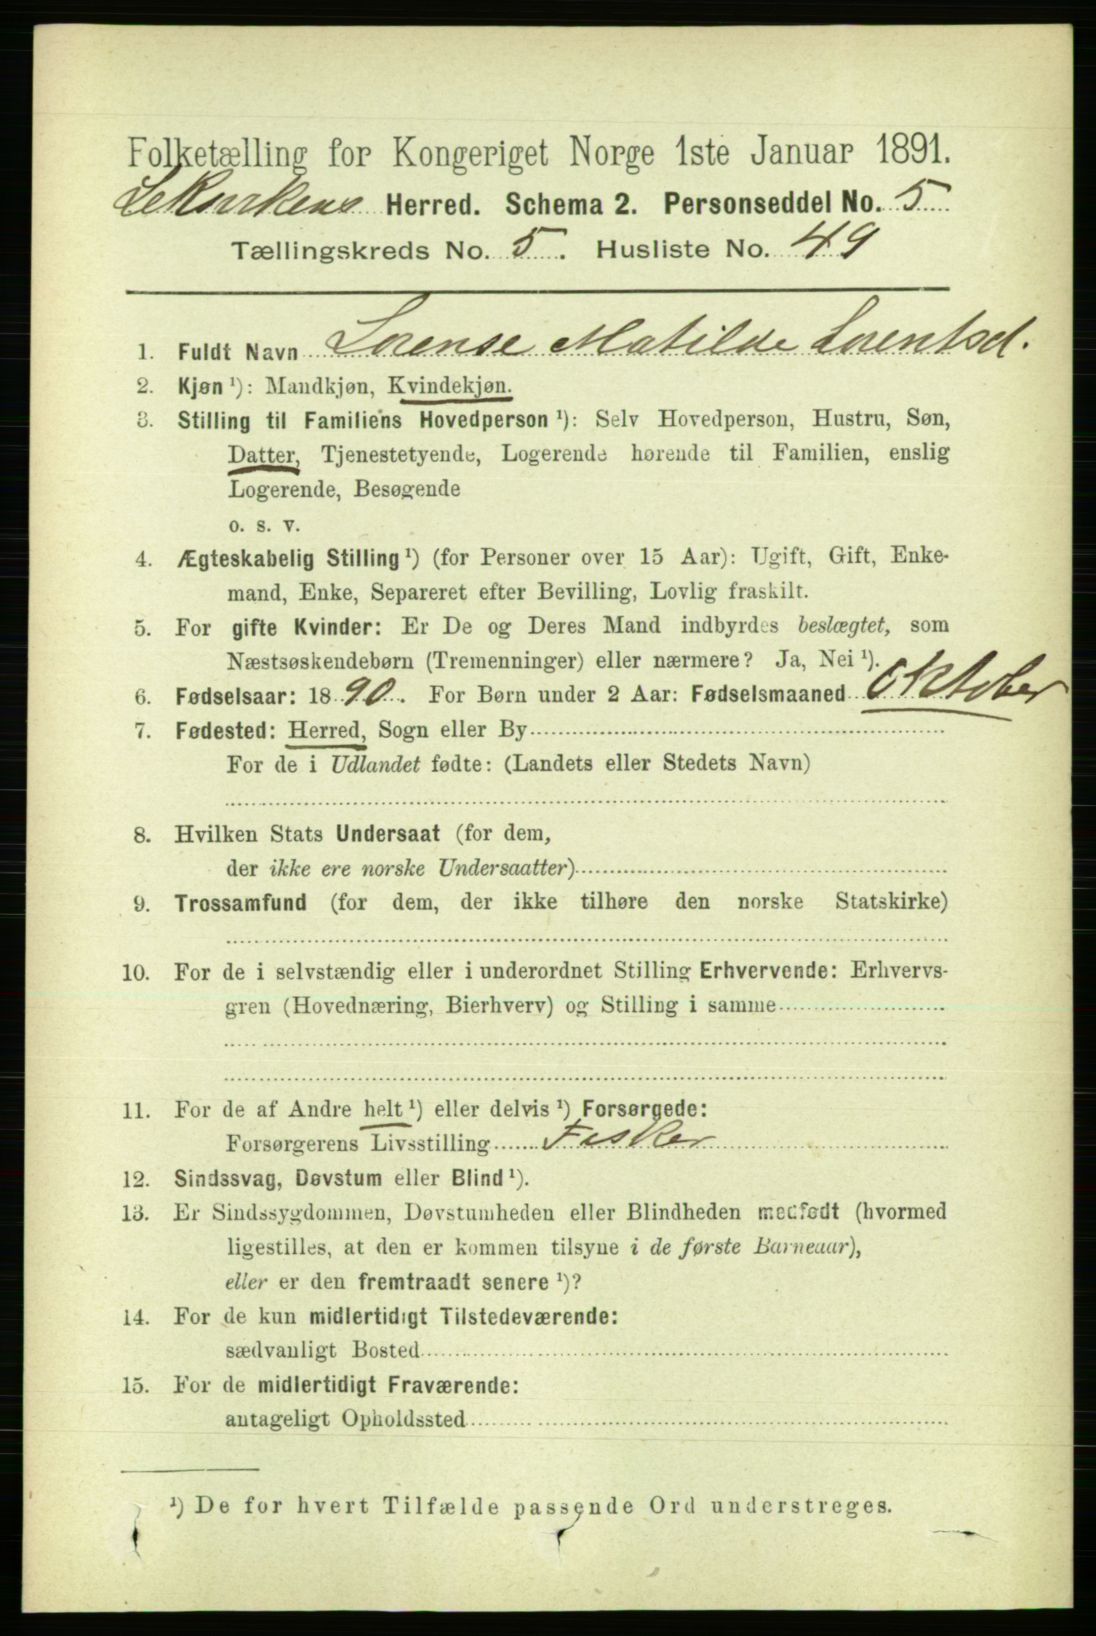 Folketælling for Kongeriget Norge 1ste Januar 1891.
Herred. Schema 2. Personseddel No. 5
Tællingskreds No. 5. Husliste No. 49
1. Fuldt Navn Lorense Matilde Lorentsd.
2. Kjøn ¹): Mandkjøn, Kvindekjøn.
3. Stilling til Familiens Hovedperson ¹): Selv Hovedperson, Hustru, Søn,
Datter, Tjenestetyende, Logerende hørende til Familien, enslig
Logerende, Besøgende
o. s. v.
4. Ægteskabelig Stilling ¹) (for Personer over 15 Aar): Ugift, Gift, Enke-
mand, Enke, Separeret efter Bevilling, Lovlig fraskilt.
5. For gifte Kvinder: Er De og Deres Mand indbyrdes beslægtet, som
Næstsøskendebørn (Tremenninger) eller nærmere? Ja, Nei ¹).
6. Fødselsaar: 1890. For Børn under 2 Aar: Fødselsmaaned Oktober
7. Fødested: Herred, Sogn eller By
For de i Udlandet fødte: (Landets eller Stedets Navn)
8. Hvilken Stats Undersaat (for dem,
der ikke ere norske Undersaatter)
9. Trossamfund (for dem, der ikke tilhøre den norske Statskirke)
10. For de i selvstændig eller i underordnet Stilling Erhvervende: Erhvervs-
gren (Hovednæring, Bierhverv) og Stilling i samme
11. For de af Andre helt ¹) eller delvis ¹) Forsørgede:
Forsørgerens Livsstilling Fisker
12. Sindssvag, Døvstum eller Blind ¹).
13. Er Sindssygdommen, Døvstumheden eller Blindheden medfødt (hvormed
ligestilles, at den er kommen tilsyne i de første Barneaar),
eller er den fremtraadt senere ¹)?
14. For de kun midlertidigt Tilstedeværende:
sædvanligt Bosted
15. For de midlertidigt Fraværende:
antageligt Opholdssted
¹) De for hvert Tilfælde passende Ord understreges.